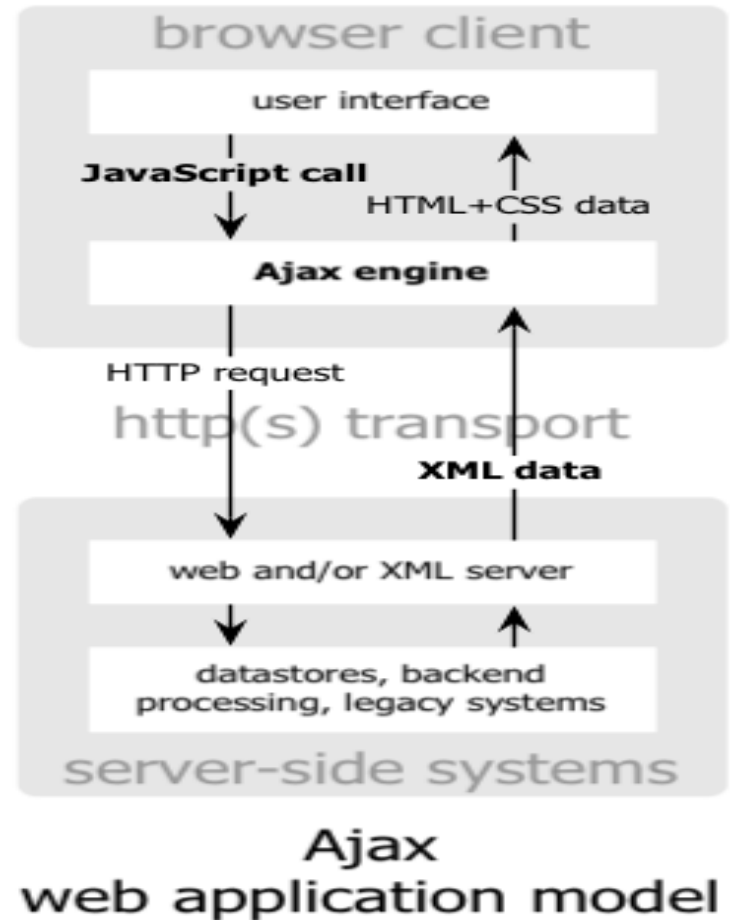 browser client
user interface
JavaScript call
HTML+CSS data
Ajax engine
HTTP request
http(s) transport
XML data
web and/or XML server
datastores, backend
processing, legacy systems
server-side systems
Ajax
web application model